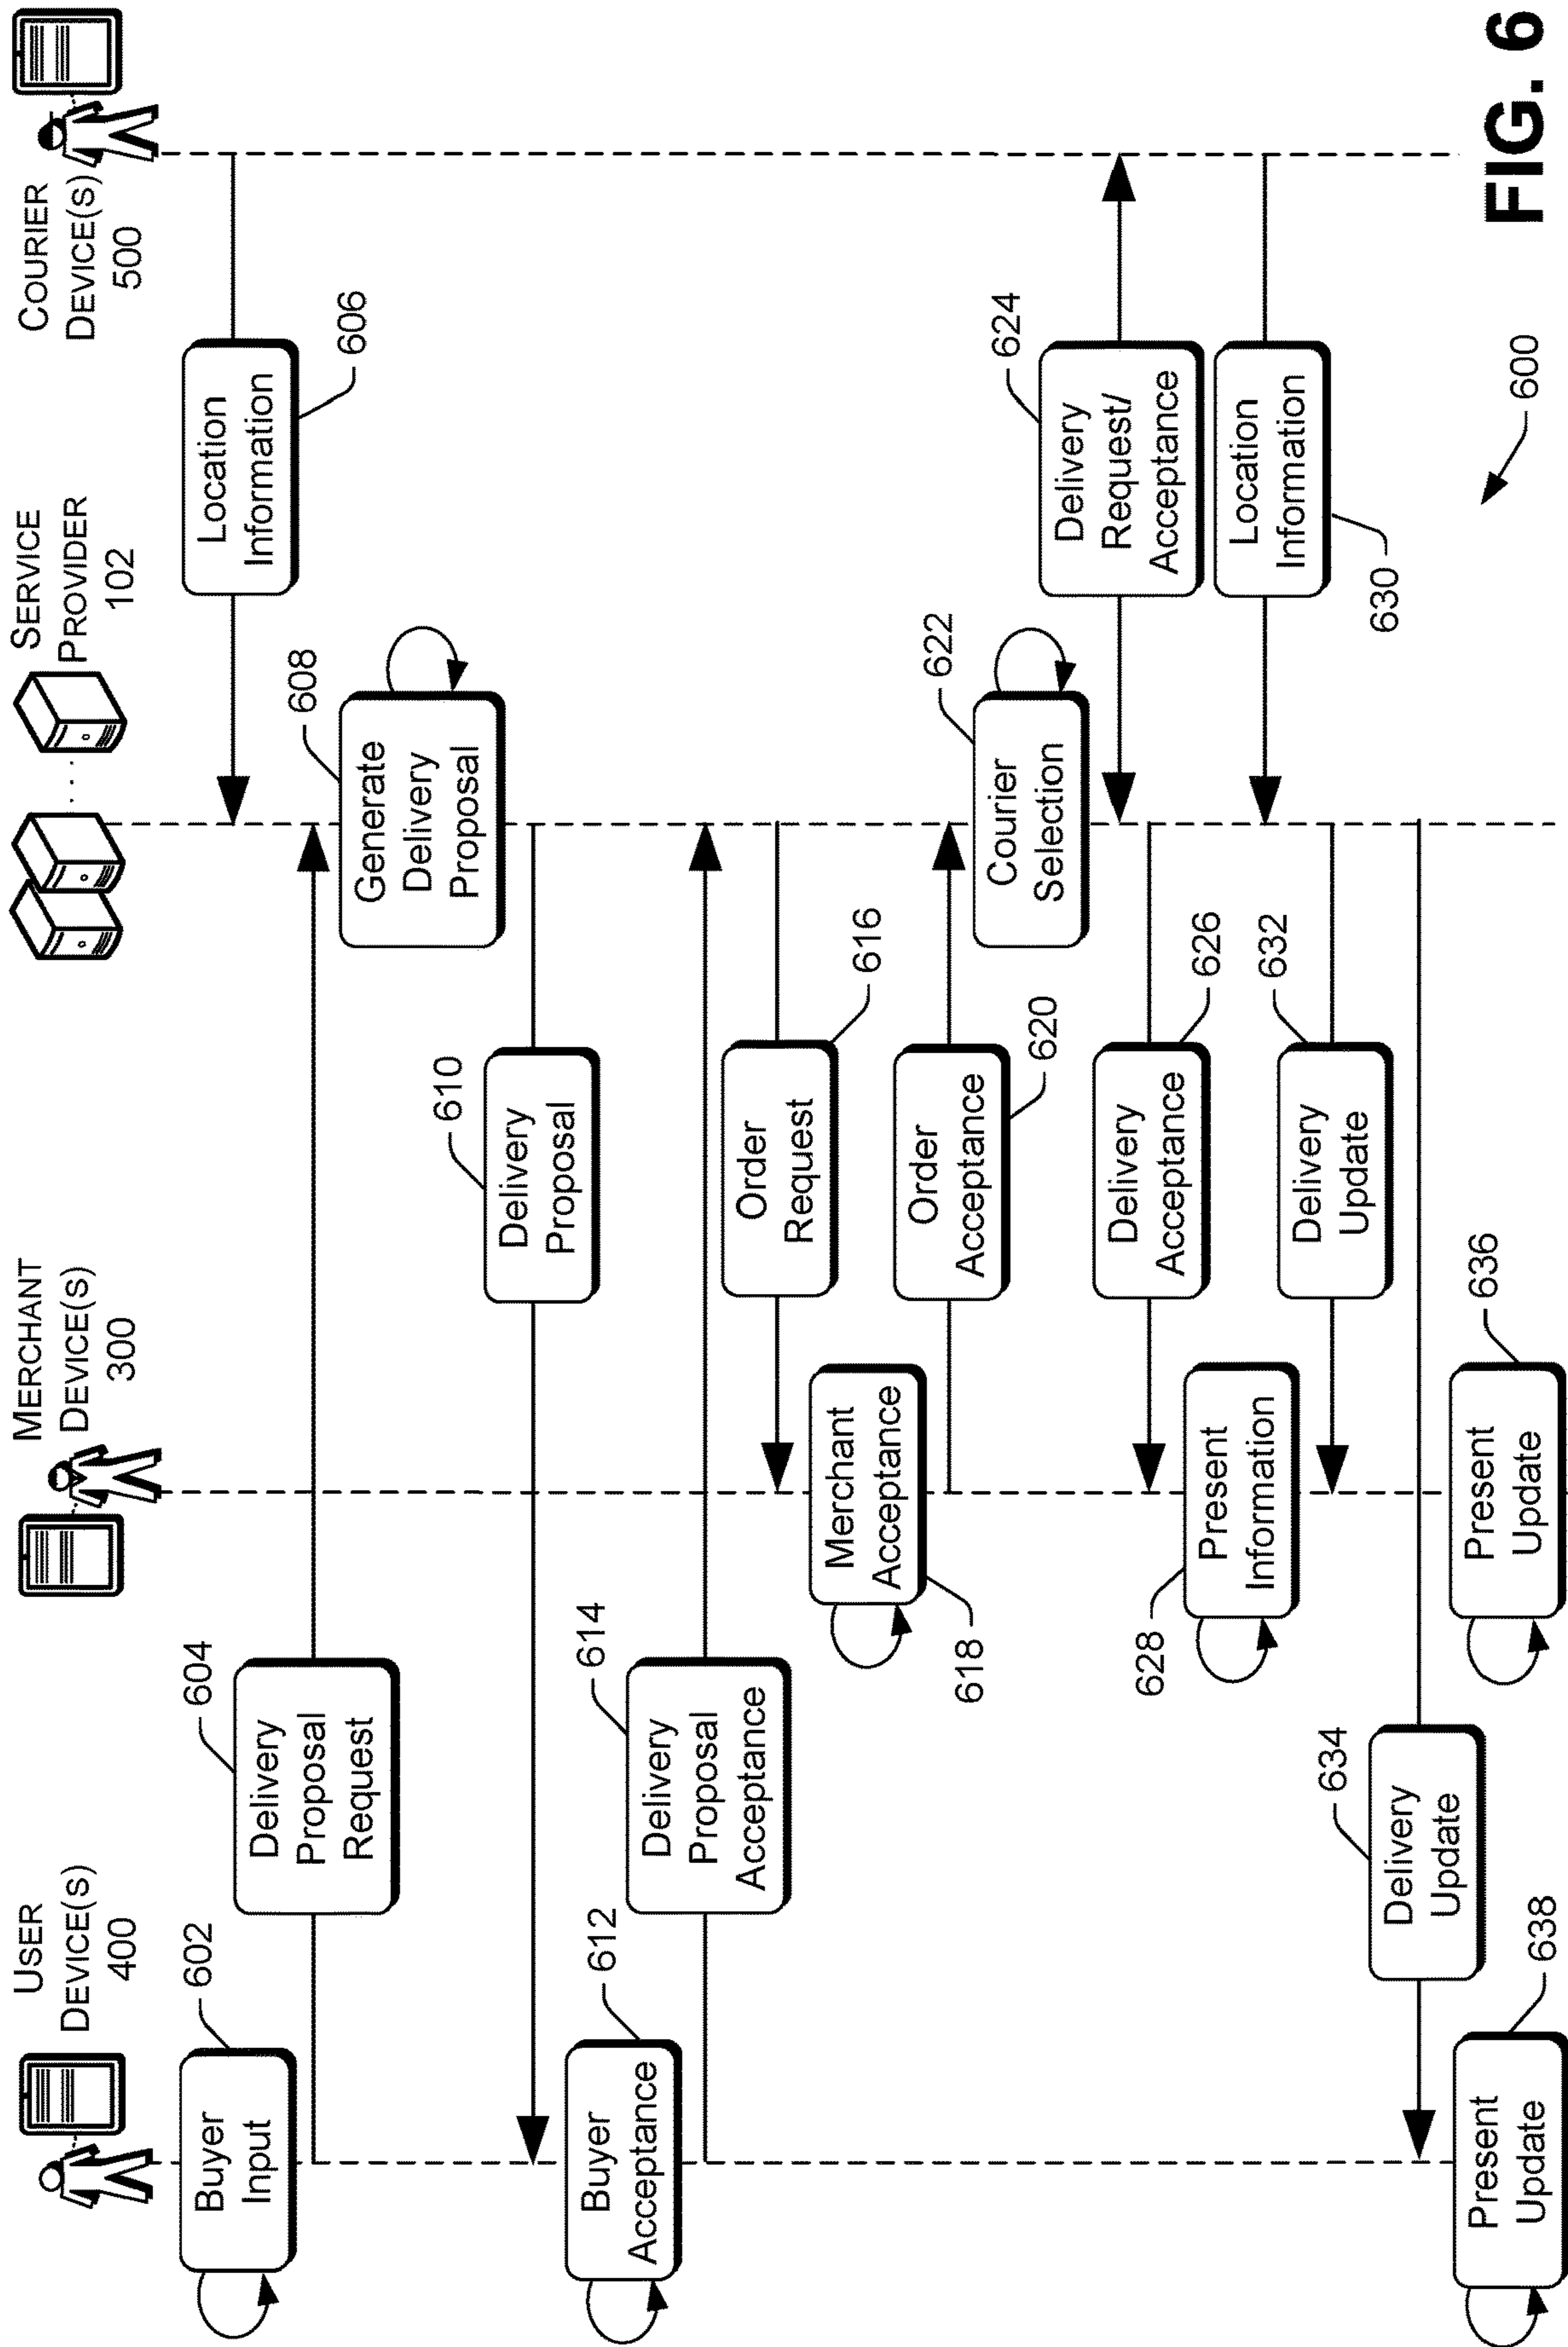 USER
DEVICE(S)
400
MERCHANT
DEVICE(S)
300
SERVICE
PROVIDER
102
COURIER
DEVICE(S)
500
602
Buyer
Input
604
Delivery
Proposal
Request
Location
Information
606
608
Generate
Delivery
Proposal
610
Delivery
Proposal
612
Buyer
Acceptance
614
Delivery
Proposal
Acceptance
Order
Request
616
Merchant
Acceptance
618
Order
Acceptance
620
622
Courier
Selection
624
Delivery
Request/
Acceptance
Delivery
Acceptance
626
Present
Information
628
Location
Information
630
632
Delivery
Update
634
Delivery
Update
636
Present
Update
638
Present
Update
600
FIG. 6